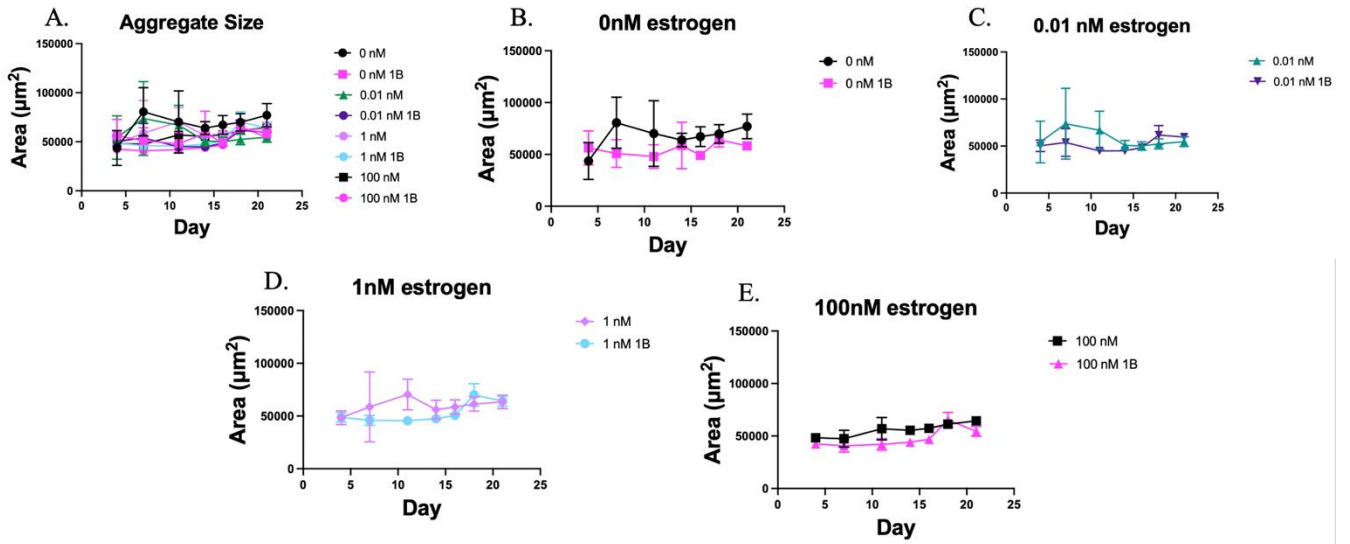 A.
Aggregate Size
150000
100000
50000
0
0 5 10 15 20 25
Area (µm²)
Day
0 nM
0 nM 1B
0.01 nM
0.01 nM 1B
1 nM
1 nM 1B
100 nM
100 nM 1B
B.
0nM estrogen
150000
100000
50000
0
0 5 10 15 20 25
Area (µm²)
Day
0 nM
0 nM 1B
C.
0.01 nM estrogen
150000
100000
50000
0
0 5 10 15 20 25
Area (µm²)
Day
0.01 nM
0.01 nM 1B
D.
1nM estrogen
150000
100000
50000
0
0 5 10 15 20 25
Area (µm²)
Day
1 nM
1 nM 1B
E.
100nM estrogen
150000
100000
50000
0
0 5 10 15 20 25
Area (µm²)
Day
100 nM
100 nM 1B